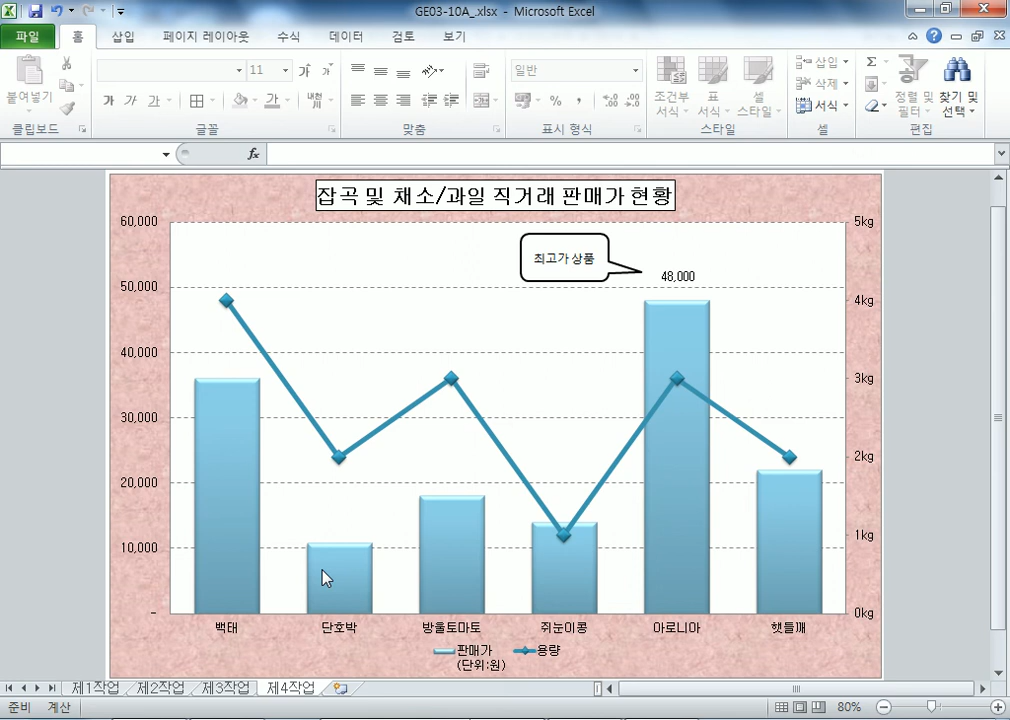 GE03-10A_.xlsx - Microsoft Excel
파일 홈 삽입 페이지 레이아웃 수식 데이터 검토 보기
붙여넣기
클립보드
11
가 가
가 가 가 가 내천
글꼴
맞춤
일반
% ,
표시 형식
조건부 서식
표 서식
셀 스타일
스타일
삽입
삭제
서식
셀
Σ
정렬 및 필터
찾기 및 선택
편집
fx
잡곡 및 채소/과일 직거래 판매가 현황
60,000
50,000
40,000
30,000
20,000
10,000
-
5kg
4kg
3kg
2kg
1kg
0kg
최고가 상품
48,000
백태 단호박 방울토마토 쥐눈이콩 아로니아 햇들깨
판매가 용량
(단위:원)
제1작업 제2작업 제3작업 제4작업
준비 계산 80%